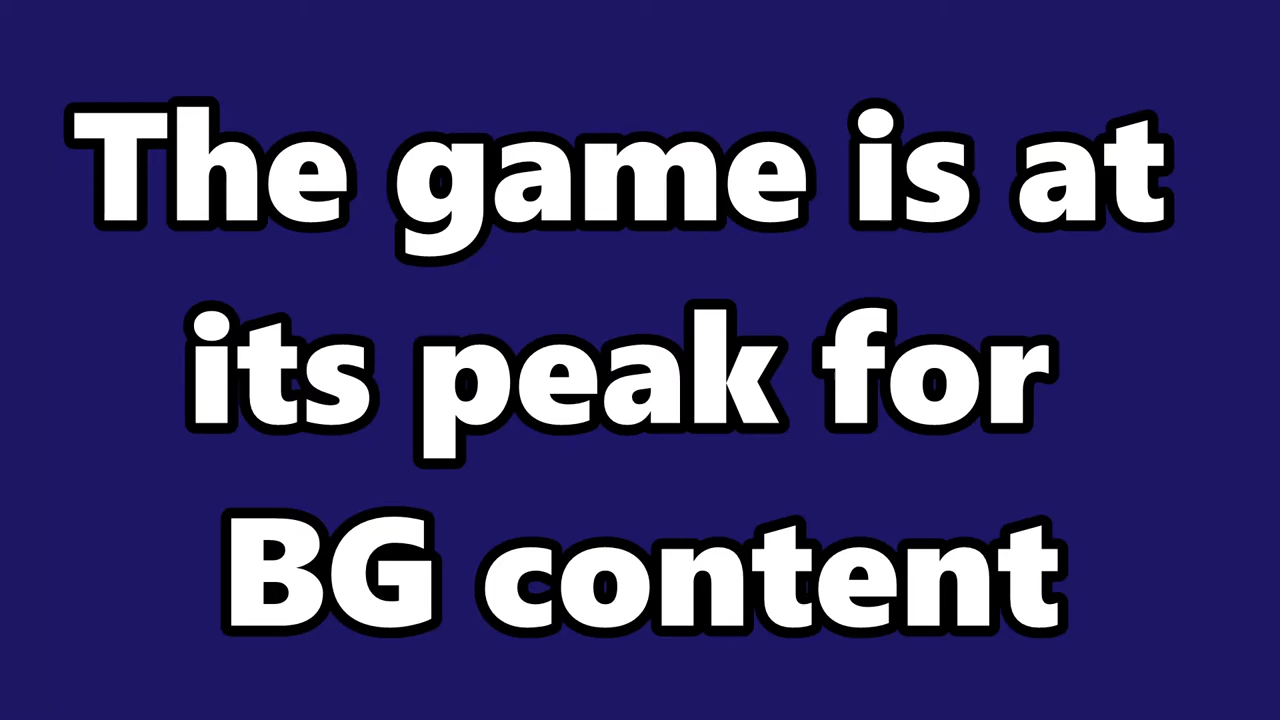 The game is at
its peak for
BG content